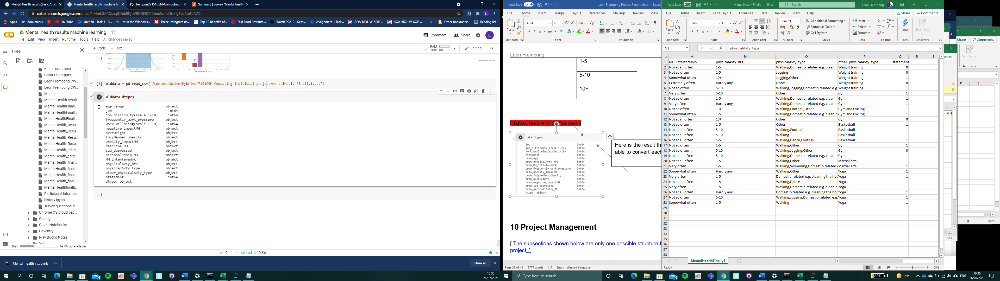 Mental Health results(Basic Analy
Mental health results machine le
fremponl/7151CEM-Computing-
Summary | Survey "Mental health
colab.research.google.com/drive/1iMmLJMRQsaqtKFukRDjdVRHfJF0Q1Rhm#scrollTo=ej7vqAmFLA7O
Apps
Bookmarks
YouTube
Unit 66 - Task 1 - 3...
Miss the Windows...
These Instagram us...
Top 10 Benefits of...
Fast Food Restaura...
Watch 90210 - Seas...
Assignment 1 Task...
AQA-BIOL-W-SQP-...
AQA-BIOL-W-SQP-...
Other bookmarks
Reading list
Mental health results machine learning
File Edit View Insert Runtime Tools Help All changes saved
Comment Share L
Files
+ Code + Text
RAM
Disk
Editing
Ethics draft.docx
Gantt Chart.pptx
Leon Frempong CW...
Leon Frempong CW...
Mental
Mental Health result...
MentalHealthFinall...
MentalHealthFinall...
MentalHealthFinall...
MentalHealth_Resu...
MentalHealth_Resu...
MentalHealth_Resu...
MentalHealth_Resu...
MentalHealth_edite...
MentalHealth_edite...
MentalHealth_final...
MentalHealth_final...
MentalHealth_final...
MentalHealth_final...
MentalHealthfinalfi...
Participant Informat...
history.ipynb
survey questions.d...
Chrome OS Cloud bac...
Coding
Colab Notebooks
Coventry
Play Books Notes
Disk 69.06 GB available
[ ]
[3] olddata = pd.read_csv('/content/drive/MyDrive/7151CEM Computing individual project/MentalHealthFinally1.csv')
olddata.dtypes
age_range object
job int64
job_difficulty(scale 1-10) int64
frequently_work_pressure object
work_wellbeing(scale 1-10) int64
negative_impactMH object
overweight object
fmlyMember_obesity object
obesity_impactMH object
describe_MH object
sad_depressed object
personalRship_MH object
MH_interfereWrk object
physicalAvty_hrs object
physicalAvty_type object
other_physicalAvty_type object
statement int64
dtype: object
[ ]
0s completed at 10:36
Mental_health_r....ipynb
Show all
10:36
26/07/2021
AutoSave On
Leon Frempong Project Report disso - Saved
File Home Insert Design Layout References Mailings Review View
Paste
Arial 11
Clipboard Font Paragraph
Leon Frempong
1-5
5-10
10+
Display before and after result
data.dtypes
job int64
job_difficulty(scale 1-10) int64
work_wellbeing(scale 1-10) int64
statement int64
tran_age int64
tran_physicalAvty_hrs int64
tran_MH_interfereWrk int64
tran_frequently_work_pressure int64
tran_obesity_impactMH int64
tran_fmlyMember_obesity int64
tran_overweight int64
tran_negative_impactMH int64
tran_sad_depressed int64
tran_personalRship_MH int64
dtype: object
Here is the result th
able to convert each
10 Project Management
[ The subsections shown below are only one possible structure f
project. ]
Page 33 of 44 8777 words English (United Kingdom)
AutoSave Off
MentalHealthFinally1 - Excel
Search
Leon Frempong
File Home Insert Page Layout Formulas Data Review View Help
Share Comments
Paste
Calibri 11
General
Conditional Formatting
Format as Table
Cell Styles
Insert
Delete
Format
Ideas
Sensitivity
Clipboard Font Alignment Number Styles Cells Editing Ideas Sensitivity
O1 physicalAvty_type
M N O P Q R S
1 MH_interfereWrk physicalAvty_hrs physicalAvty_type other_physicalAvty_type statement
2 Not at all often 1-5 Walking,Domestic-related e.g. cleanin Weight training 0
3 Not so often 1-5 Jogging Weight training 0
4 Somewhat often 10+ Jogging,Other Weight training 1
5 Extremely often Hardly any None Weight training 0
6 Not so often 5-10 Walking,Jogging,Domestic-related e.g. Weight training 1
7 Very often 5-10 Other Gym 1
8 Not so often 1-5 Walking,Domestic-related e.g. cleanin Gym 1
9 Very often Hardly any Walking,Domestic-related e.g. cleanin Gym 1
10 Not so often 10+ Walking,Football,Other Gym and Cycling 1
11 Somewhat often 1-5 Walking,Domestic-related e.g. cleanin Gym and Cycling 1
12 Not at all often 10+ Other Gym 0
13 Not so often 1-5 Other Basketball 1
14 Not at all often 5-10 Walking,Football Basketball 1
15 Not at all often 5-10 Walking Basketball 1
16 Not at all often 1-5 Walking,Dance,Football Basketball 1
17 Not so often 1-5 Walking,Other Gym 1
18 Not so often 5-10 Walking,Jogging,Other Gym 0
19 Not at all often 5-10 Walking,Domestic-related e.g. cleanin Gym 1
20 Not at all often 1-5 Walking,Other Martial arts 1
21 Very often 1-5 Walking,Swimming,Domestic-related Martial arts 1
22 Somewhat often Hardly any Walking,Other Yoga 1
23 Very often 1-5 Domestic-related e.g. cleaning the hou Yoga 1
24 Not at all often 1-5 Walking,Dance Yoga 1
25 Very often 1-5 Walking,Domestic-related e.g. cleanin Yoga 1
26 Not at all often Hardly any Domestic-related e.g. cleaning the hou Yoga 1
27 Not so often 5-10 Walking,Jogging,Domestic-related e.g. Yoga 1
28 Somewhat often 1-5 Walking Yoga 1
29
30
31
32
33
34
35
36
37
38
MentalHealthFinally1
Ready 100%
Share Comments
Sensitivity
Sensitivity
P Q
100%
100%
Type here to search
22% 21°C ENG
10:36
26/07/2021